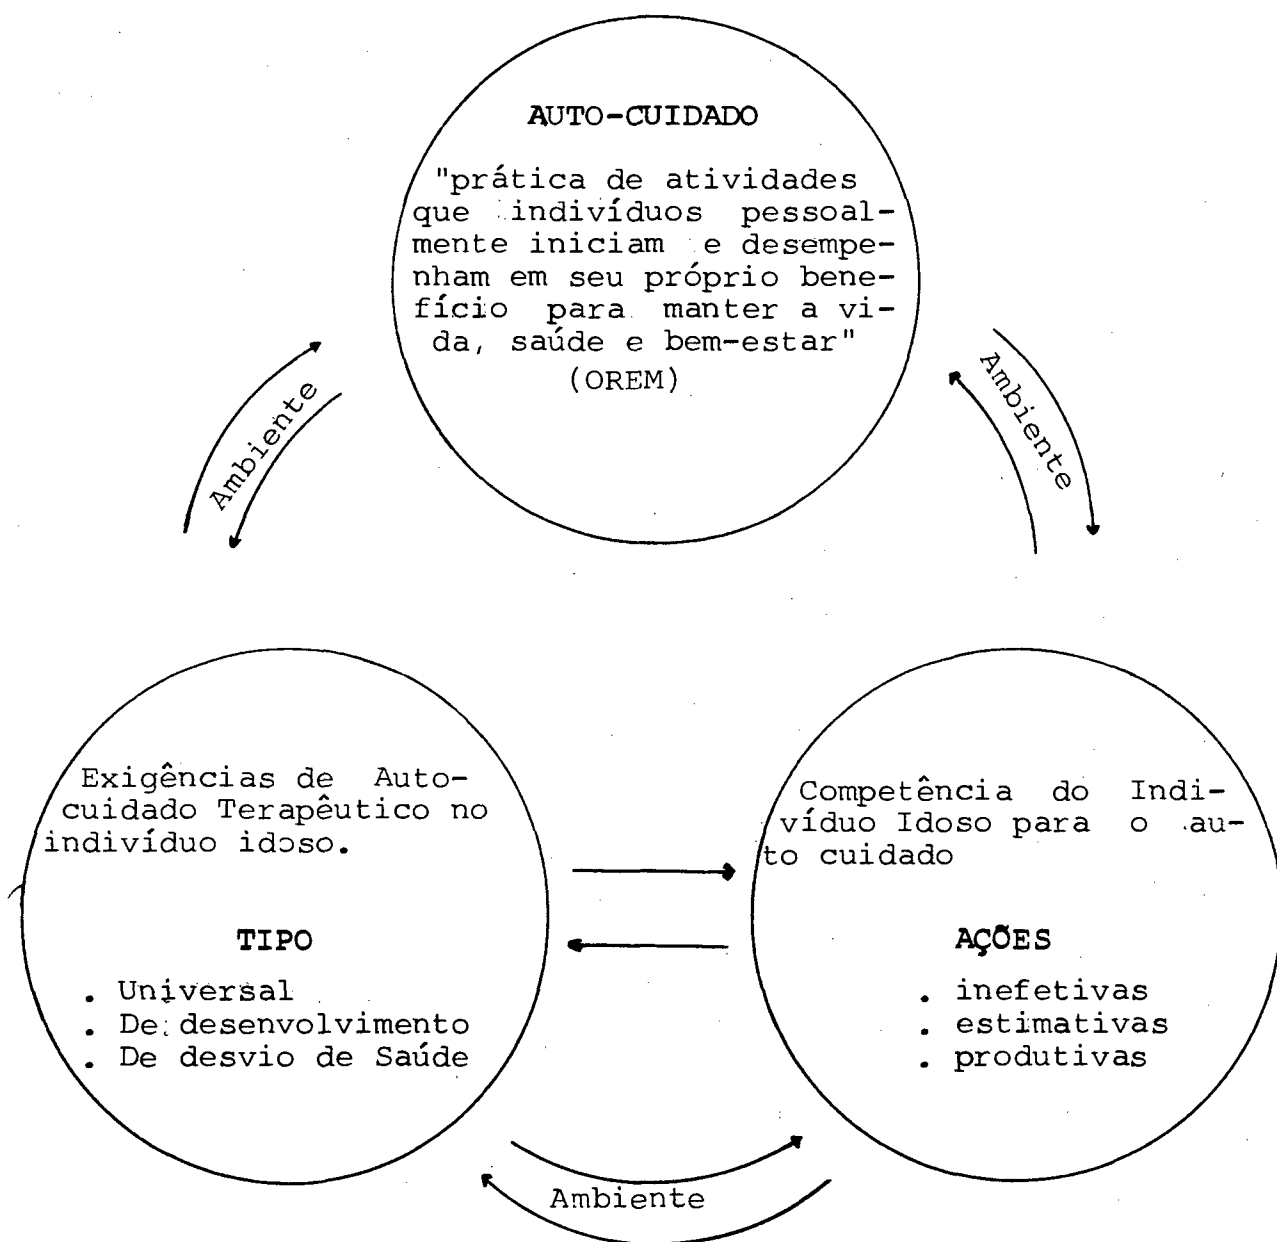 AUTO-CUIDADO
"prática de atividades
que indivíduos pessoal-
mente iniciam e desempe-
nham em seu próprio bene-
fício para manter a vi-
da, saúde e bem-estar"
(OREM)
Ambiente
Ambiente
Exigências de Auto-
cuidado Terapêutico no
indivíduo idoso.
TIPO
. Universal
. De desenvolvimento
. De desvio de Saúde
Competência do Indi-
víduo Idoso para o au-
to cuidado
AÇÕES
. inefetivas
. estimativas
. produtivas
Ambiente